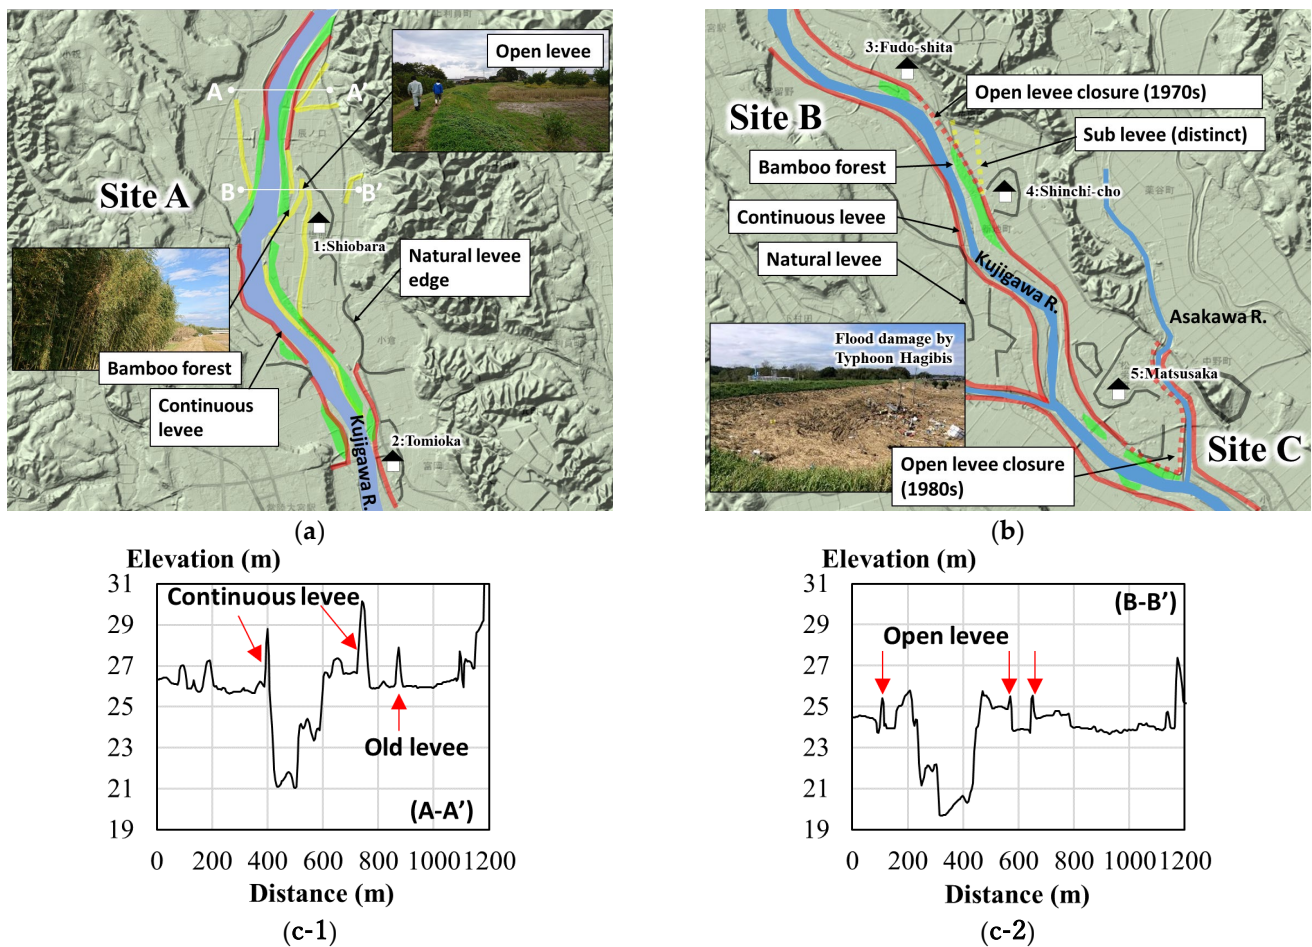 Open levee
A
A'
Site A
B
B'
1:Shiobara
Natural levee
edge
Bamboo forest
Continuous
levee
2:Tomioka
Kujigawa R.
(a)
3:Fudo-shita
Open levee closure (1970s)
Site B
Sub levee (distinct)
Bamboo forest
4:Shinchi-cho
Continuous levee
Natural levee
Kujigawa R.
Asakawa R.
Flood damage by
Typhoon Hagibis
5:Matsusaka
Site C
Open levee closure
(1980s)
(b)
Elevation (m)
31
29
27
25
23
21
19
Continuous levee
Old levee
(A-A’)
0 200 400 600 800 1000 1200
Distance (m)
(c-1)
Elevation (m)
31
29
27
25
23
21
19
(B-B’)
Open levee
0 200 400 600 800 1000 1200
Distance (m)
(c-2)